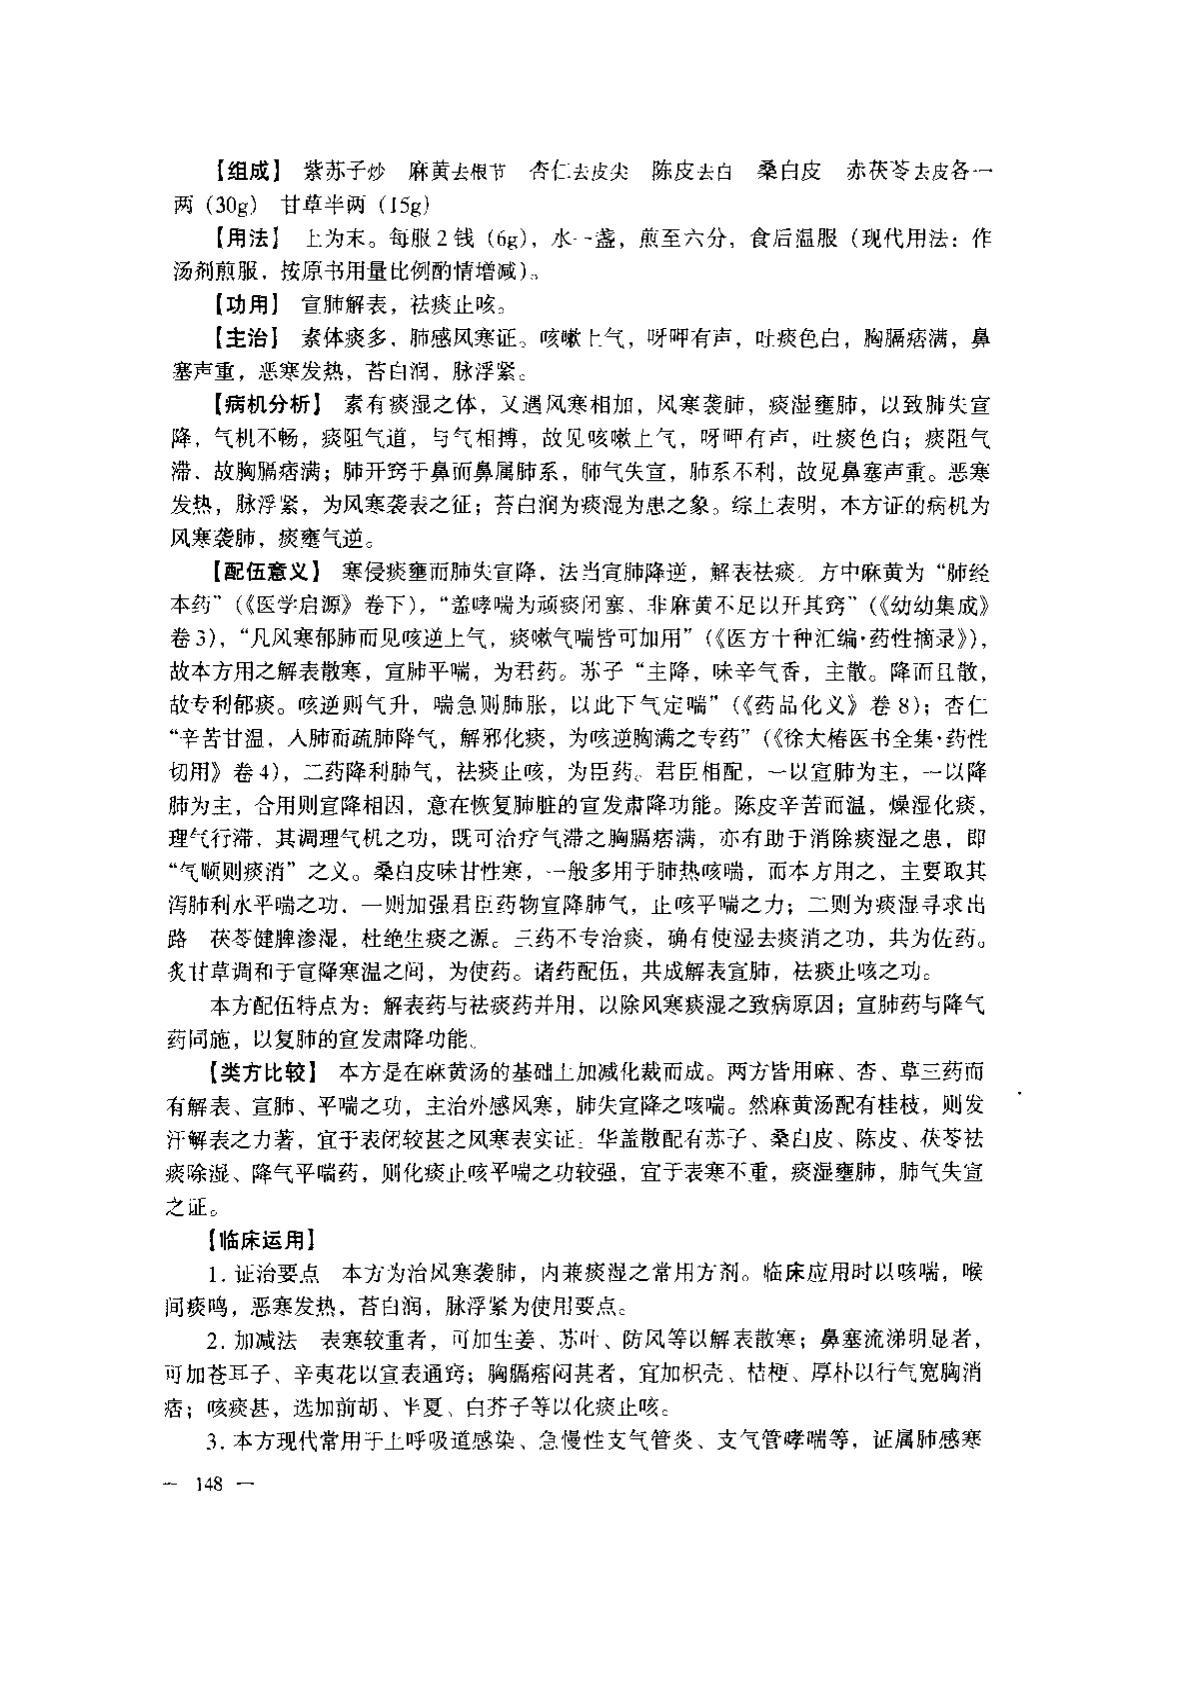 【组成】 紫苏子炒 麻黄去根节 杏仁去皮尖 陈皮去白 桑白皮 赤茯苓去皮各一
两（30g） 甘草半两（15g）
【用法】 上为末。每服2钱（6g），水一盏，煎至六分，食后温服（现代用法：作
汤剂煎服，按原书用量比例酌情增减）。
【功用】 宣肺解表，祛痰止咳。
【主治】 素体痰多，肺感风寒证。咳嗽上气，呀呷有声，吐痰色白，胸膈痞满，鼻
塞声重，恶寒发热，苔白润，脉浮紧。
【病机分析】 素有痰湿之体，又遇风寒相加，风寒袭肺，痰湿壅肺，以致肺失宣
降，气机不畅，痰阻气道，与气相搏，故见咳嗽上气，呀呷有声，吐痰色白；痰阻气
滞，故胸膈痞满；肺开窍于鼻而鼻属肺系，肺气失宣，肺系不利，故见鼻塞声重。恶寒
发热，脉浮紧，为风寒袭表之征；苔白润为痰湿为患之象。综上表明，本方证的病机为
风寒袭肺，痰壅气逆。
【配伍意义】 寒侵痰壅而肺失宣降，法当宣肺降逆，解表祛痰。方中麻黄为“肺经
本药”（《医学启源》卷下），“盖哮喘为顽痰闭塞，非麻黄不足以开其窍”（《幼幼集成》
卷3），“凡风寒郁肺而见咳逆上气，痰嗽气喘皆可加用”（《医方十种汇编·药性摘录》），
故本方用之解表散寒，宣肺平喘，为君药。苏子“主降，味辛气香，主散。降而且散，
故专利郁痰。咳逆则气升，喘急则肺胀，以此下气定喘”（《药品化义》卷8）；杏仁
“辛苦甘温，入肺而疏肺降气，解邪化痰，为咳逆胸满之专药”（《徐大椿医书全集·药性
切用》卷4），二药降利肺气，祛痰止咳，为臣药。君臣相配，一以宣肺为主，一以降
肺为主，合用则宣降相因，意在恢复肺脏的宣发肃降功能。陈皮辛苦而温，燥湿化痰，
理气行滞，其调理气机之功，既可治疗气滞之胸膈痞满，亦有助于消除痰湿之患，即
“气顺则痰消”之义。桑白皮味甘性寒，一般多用于肺热咳喘，而本方用之，主要取其
泻肺利水平喘之功，一则加强君臣药物宣降肺气，止咳平喘之力；二则为痰湿寻求出
路 茯苓健脾渗湿，杜绝生痰之源。三药不专治痰，确有使湿去痰消之功，共为佐药。
炙甘草调和于宣降寒温之间，为使药。诸药配伍，共成解表宣肺，祛痰止咳之功。
本方配伍特点为：解表药与祛痰药并用，以除风寒痰湿之致病原因；宣肺药与降气
药同施，以复肺的宣发肃降功能。
【类方比较】 本方是在麻黄汤的基础上加减化裁而成。两方皆用麻、杏、草三药而
有解表、宣肺、平喘之功，主治外感风寒，肺失宣降之咳喘。然麻黄汤配有桂枝，则发
汗解表之力著，宜于表闭较甚之风寒表实证；华盖散配有苏子、桑白皮、陈皮、茯苓祛
痰除湿、降气平喘药，则化痰止咳平喘之功较强，宜于表寒不重，痰湿壅肺，肺气失宣
之证。
【临床运用】
1. 证治要点 本方为治风寒袭肺，内兼痰湿之常用方剂。临床应用时以咳喘，喉
间痰鸣，恶寒发热，苔白润，脉浮紧为使用要点。
2. 加减法 表寒较重者，可加生姜、苏叶、防风等以解表散寒；鼻塞流涕明显者，
可加苍耳子、辛夷花以宣表通窍；胸膈痞闷甚者，宜加枳壳、桔梗、厚朴以行气宽胸消
痞；咳痰甚，选加前胡、半夏、白芥子等以化痰止咳。
3. 本方现代常用于上呼吸道感染、急慢性支气管炎、支气管哮喘等，证属肺感寒
— 148 —